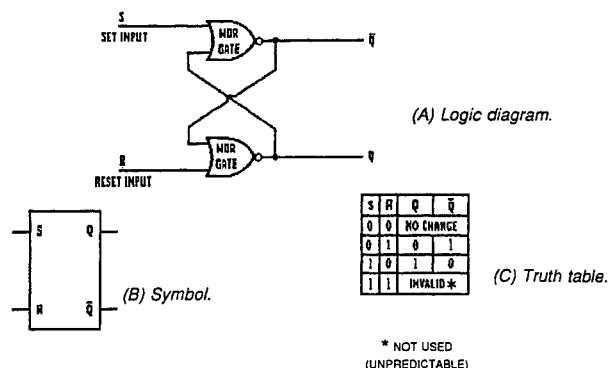 S
SET INPUT
NOR
GATE
Q̅
(A) Logic diagram.
R
RESET INPUT
NOR
GATE
Q
S Q
R Q̅
(B) Symbol.
S R Q Q̅
0 0 NO CHANGE
0 1 0 1
1 0 1 0
1 1 INVALID *
(C) Truth table.
* NOT USED
(UNPREDICTABLE)